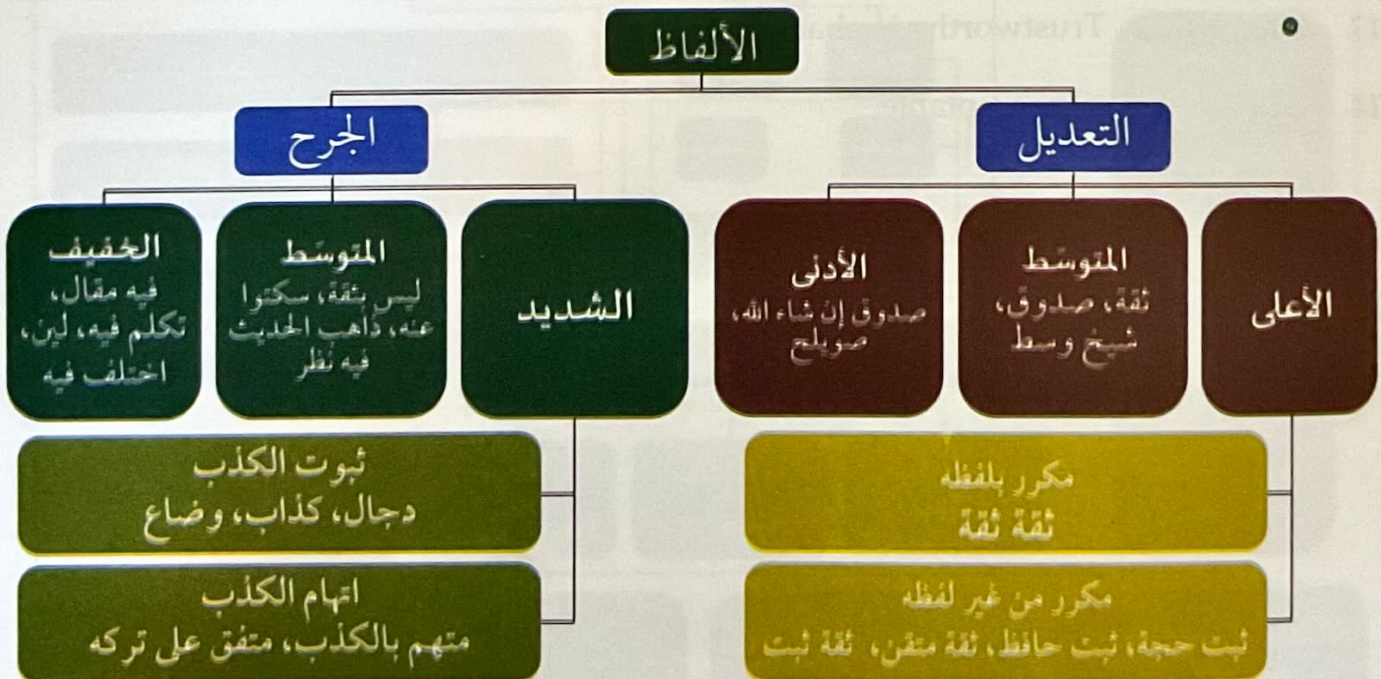 الألفاظ
التعديل
الجرح
الأعلى
المتوسّط
ثقة، صدوق،
شيخ وسط
الأدنى
صدوق إن شاء الله،
صويلح
مكرر بلفظه
ثقة ثقة
مكرر من غير لفظه
ثبت حجة، ثبت حافظ، ثقة متقن، ثقة ثبت
الشديد
المتوسّط
ليس بثقة، سكتوا
عنه، ذاهب الحديث
فيه نظر
الخفيف
فيه مقال،
تكلم فيه، لين،
اختلف فيه
ثبوت الكذب
دجال، كذاب، وضاع
اتهام الكذب
متهم بالكذب، متفق على تركه